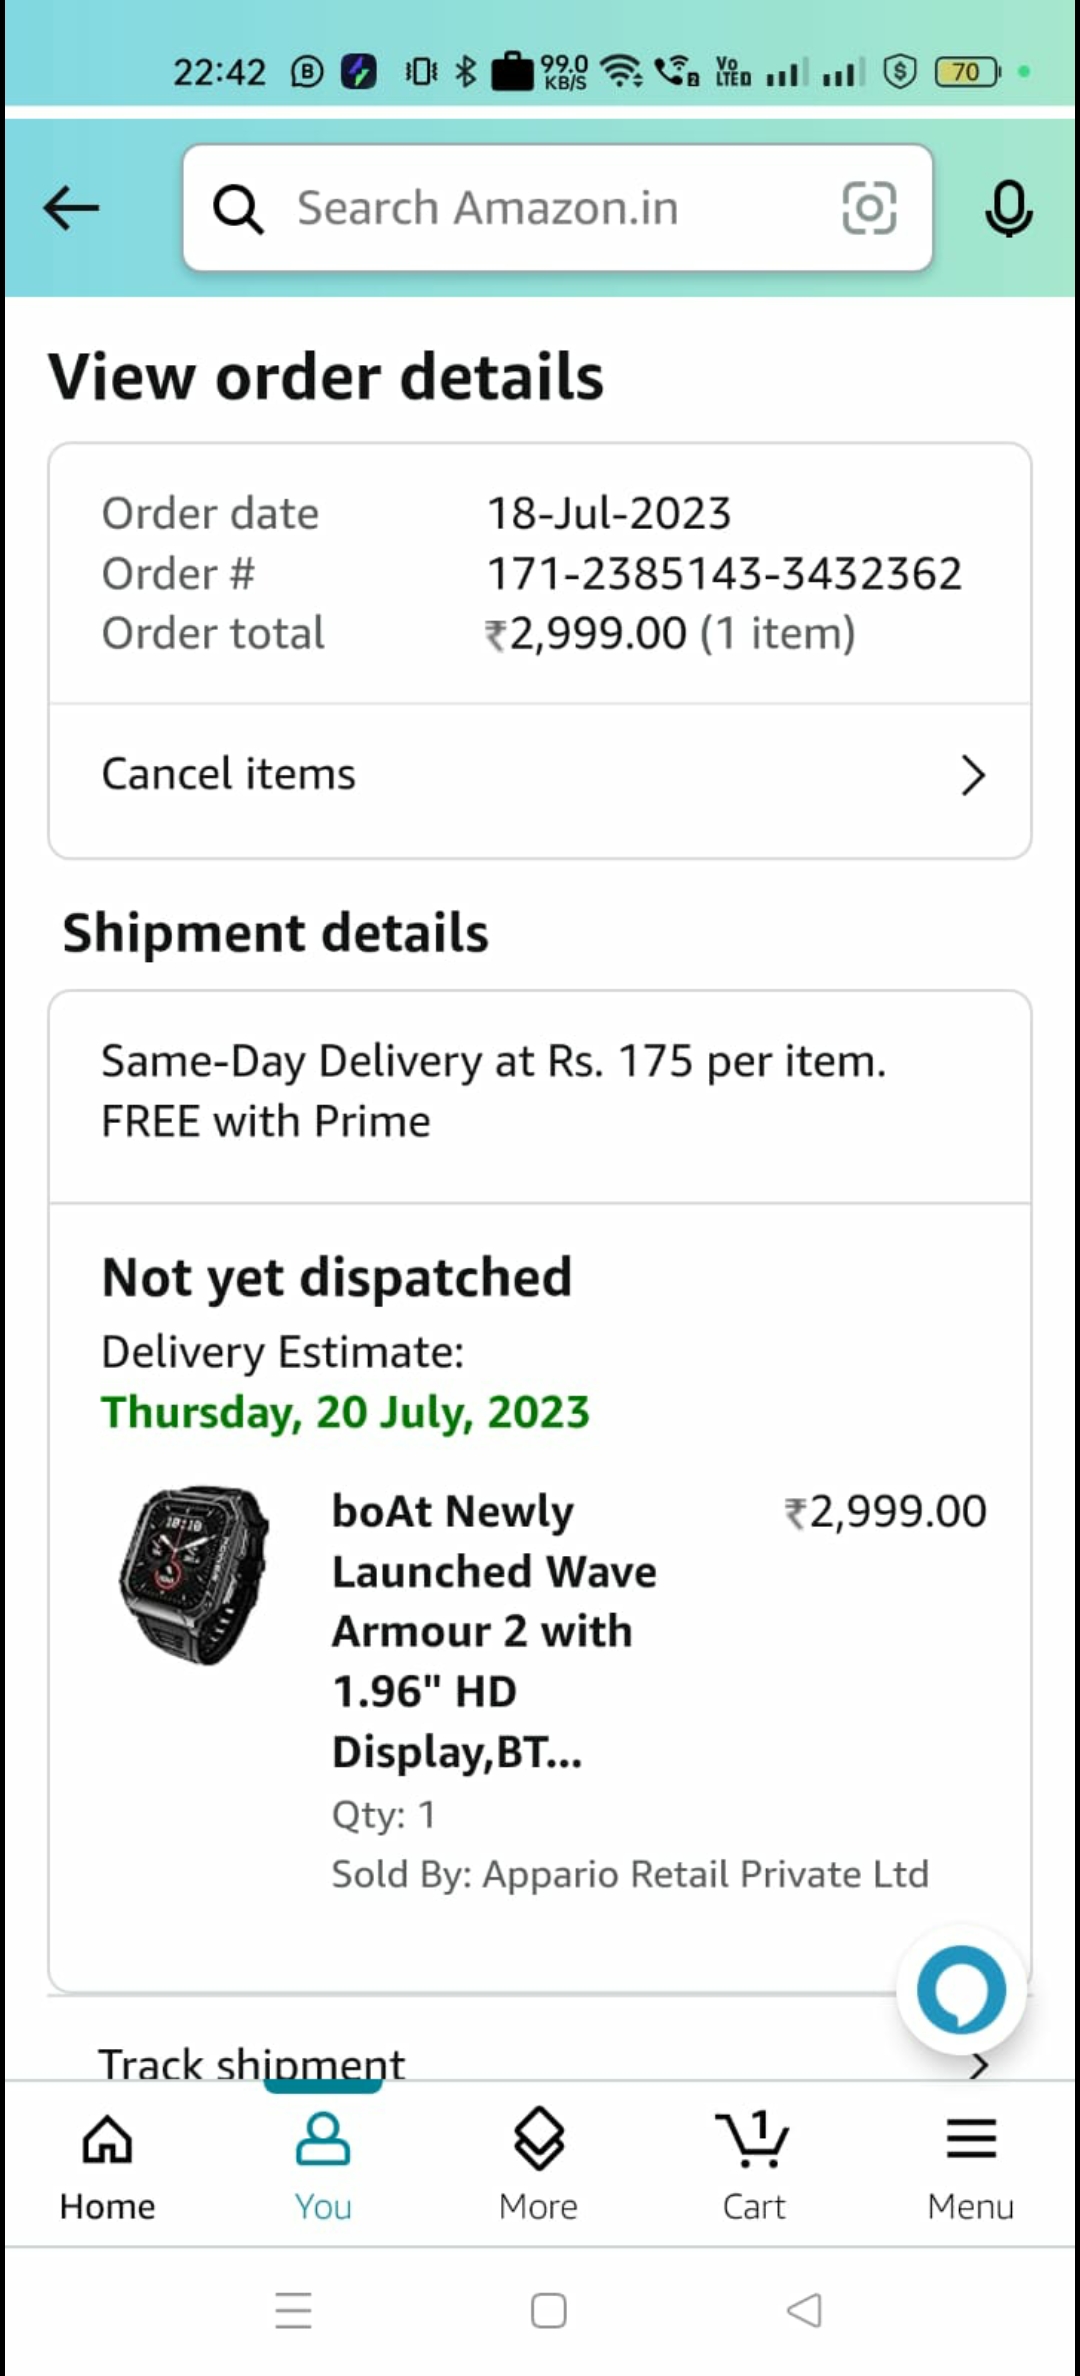 22:42 99.0 KB/S Vo LTED 70
Search Amazon.in
View order details
Order date 18-Jul-2023
Order # 171-2385143-3432362
Order total ₹2,999.00 (1 item)
Cancel items
Shipment details
Same-Day Delivery at Rs. 175 per item.
FREE with Prime
Not yet dispatched
Delivery Estimate:
Thursday, 20 July, 2023
boAt Newly ₹2,999.00
Launched Wave
Armour 2 with
1.96" HD
Display,BT...
Qty: 1
Sold By: Appario Retail Private Ltd
Track shipment
1
Home You More Cart Menu